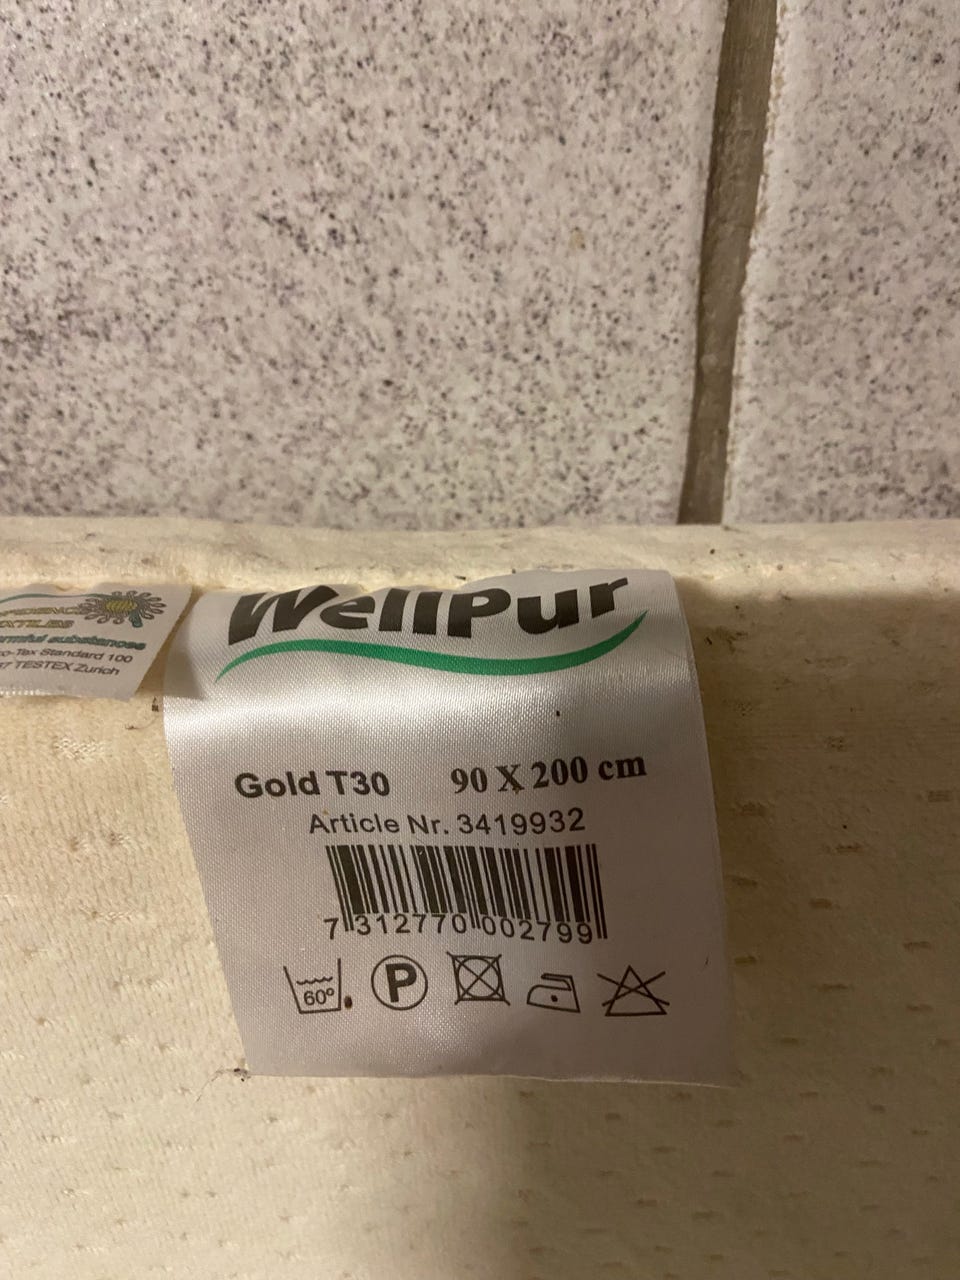 WellPur
Gold T30 90 X 200 cm
Article Nr. 3419932
7 312770 002799
60° P
harmful substances
Standard 100
TESTEX Zurich